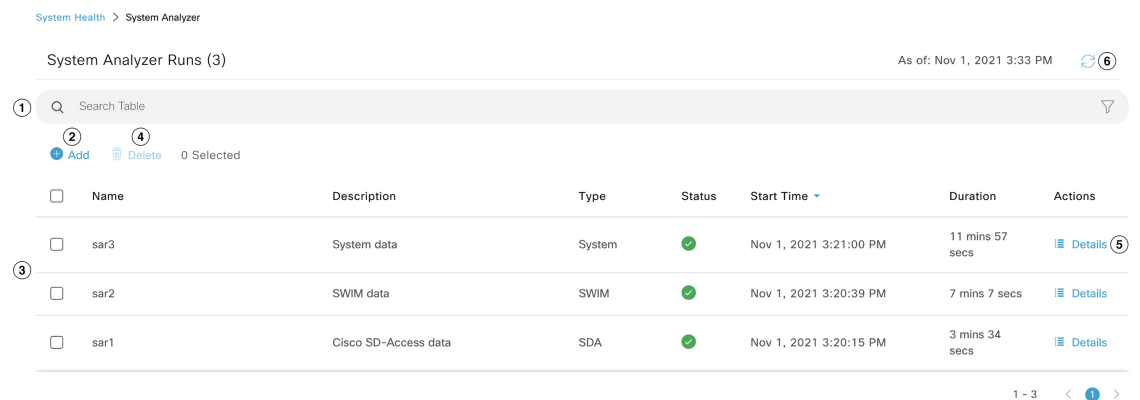 System Health > System Analyzer
System Analyzer Runs (3)
As of: Nov 1, 2021 3:33 PM
6
1
Search Table
2
4
Add
Delete
0 Selected
Name
Description
Type
Status
Start Time
Duration
Actions
sar3
System data
System
Nov 1, 2021 3:21:00 PM
11 mins 57
secs
Details
5
3
sar2
SWIM data
SWIM
Nov 1, 2021 3:20:39 PM
7 mins 7 secs
Details
sar1
Cisco SD-Access data
SDA
Nov 1, 2021 3:20:15 PM
3 mins 34
secs
Details
1 - 3
< 1 >